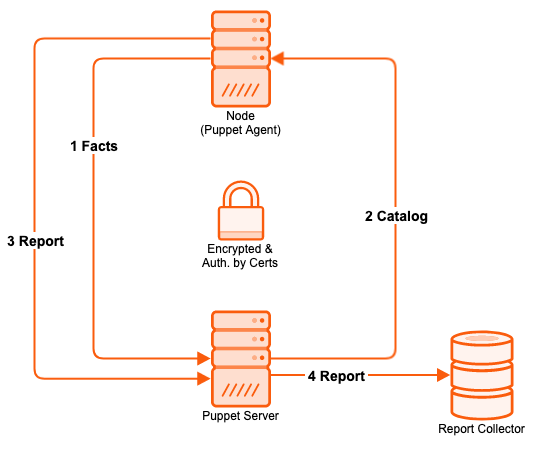 Node
(Puppet Agent)
1 Facts
2 Catalog
3 Report
Encrypted &
Auth. by Certs
4 Report
Puppet Server
Report Collector